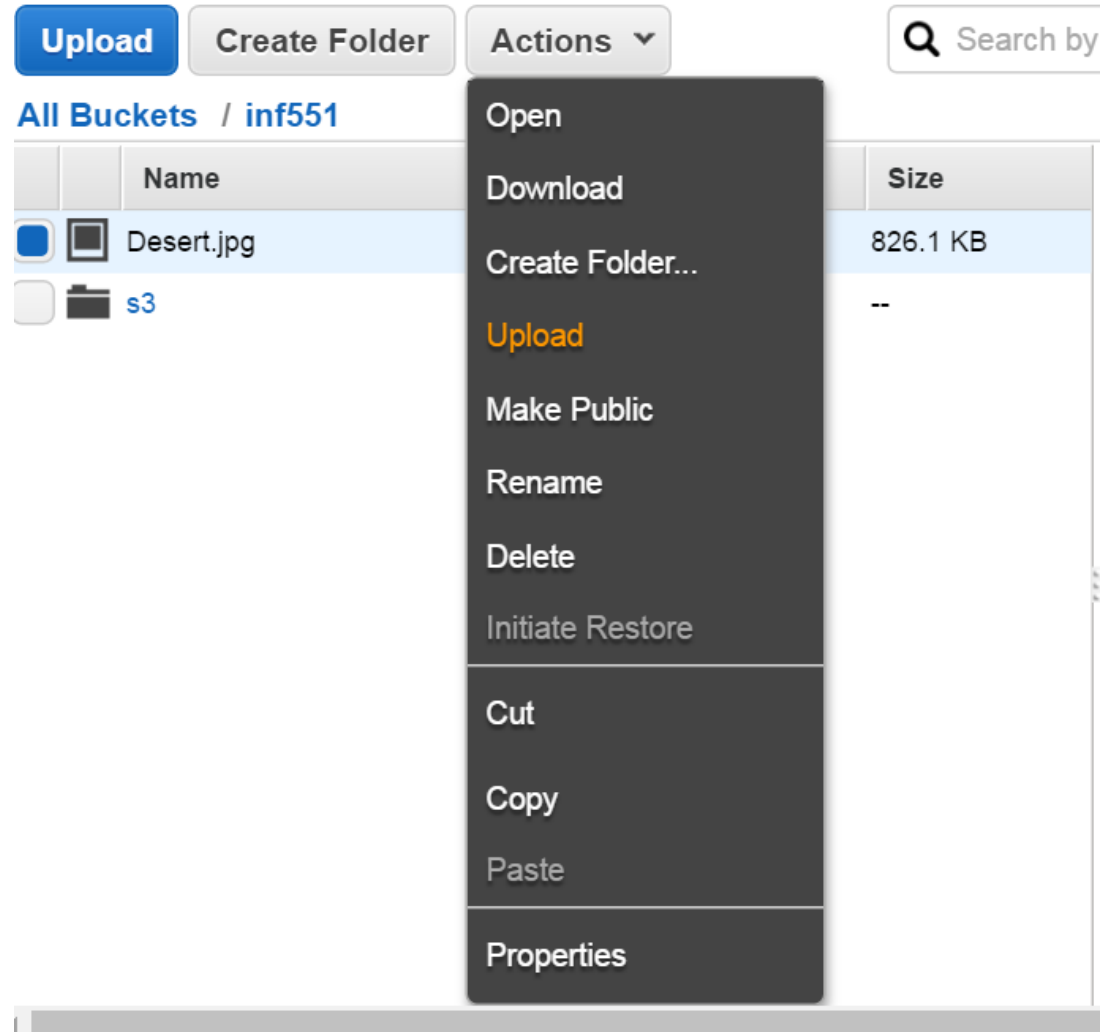 Upload Create Folder Actions Search by
All Buckets / inf551
Name Size
Desert.jpg 826.1 KB
s3 --
Open
Download
Create Folder...
Upload
Make Public
Rename
Delete
Initiate Restore
Cut
Copy
Paste
Properties